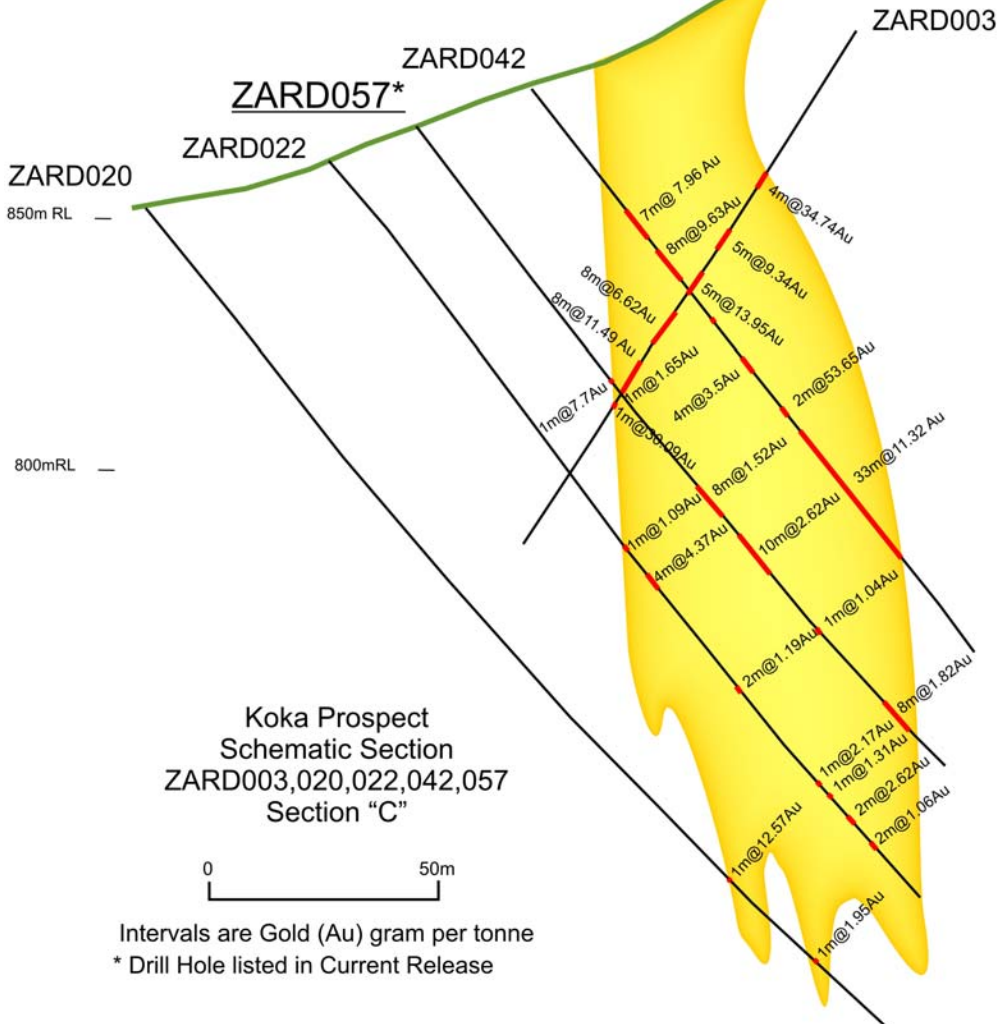 ZARD003
ZARD042
ZARD057*
ZARD022
ZARD020
850m RL
7m@ 7.96 Au
8m@9.63Au
4m@34.74Au
5m@9.34Au
8m@6.62Au
5m@13.95Au
8m@11.49 Au
1m@1.65Au
4m@3.5Au
2m@53.65Au
1m@7.7Au
1m@30.09Au
800mRL
8m@1.52Au
33m@11.32 Au
1m@1.09Au
10m@2.62Au
4m@4.37Au
1m@1.04Au
2m@1.19Au
8m@1.82Au
Koka Prospect
Schematic Section
ZARD003,020,022,042,057
Section “C”
1m@2.17Au
1m@1.31Au
2m@2.62Au
2m@1.06Au
1m@12.57Au
0 50m
1m@1.95Au
Intervals are Gold (Au) gram per tonne
* Drill Hole listed in Current Release